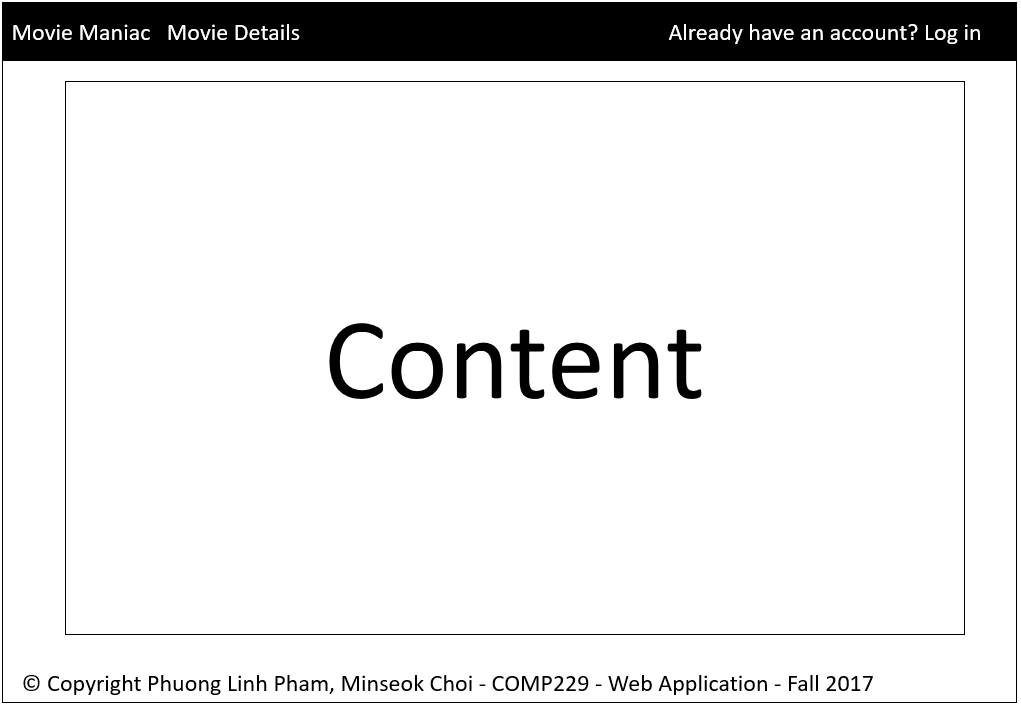 Movie Maniac Movie Details Already have an account? Log in
Content
© Copyright Phuong Linh Pham, Minseok Choi - COMP229 - Web Application - Fall 2017